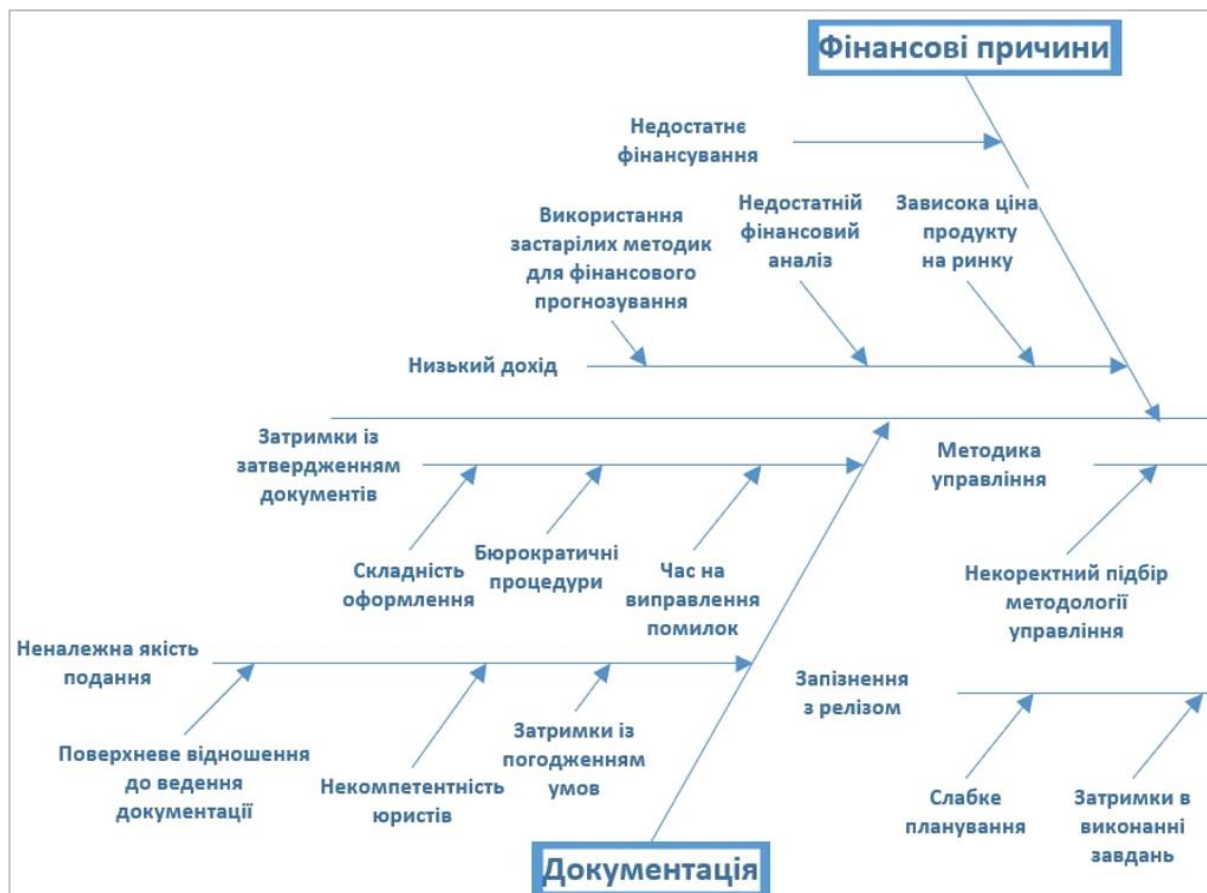 Фінансові причини
Недостатнє
фінансування
Використання
застарілих методик
для фінансового
прогнозування
Недостатній
фінансовий
аналіз
Зависока ціна
продукту
на ринку
Низький дохід
Затримки із
затвердженням
документів
Методика
управління
Складність
оформлення
Бюрократичні
процедури
Час на
виправлення
помилок
Некоректний підбір
методології
управління
Неналежна якість
подання
Запізнення
з релізом
Поверхневе відношення
до ведення
документації
Некомпетентність
юристів
Затримки із
погодженням
умов
Слабке
планування
Затримки в
виконанні
завдань
Документація